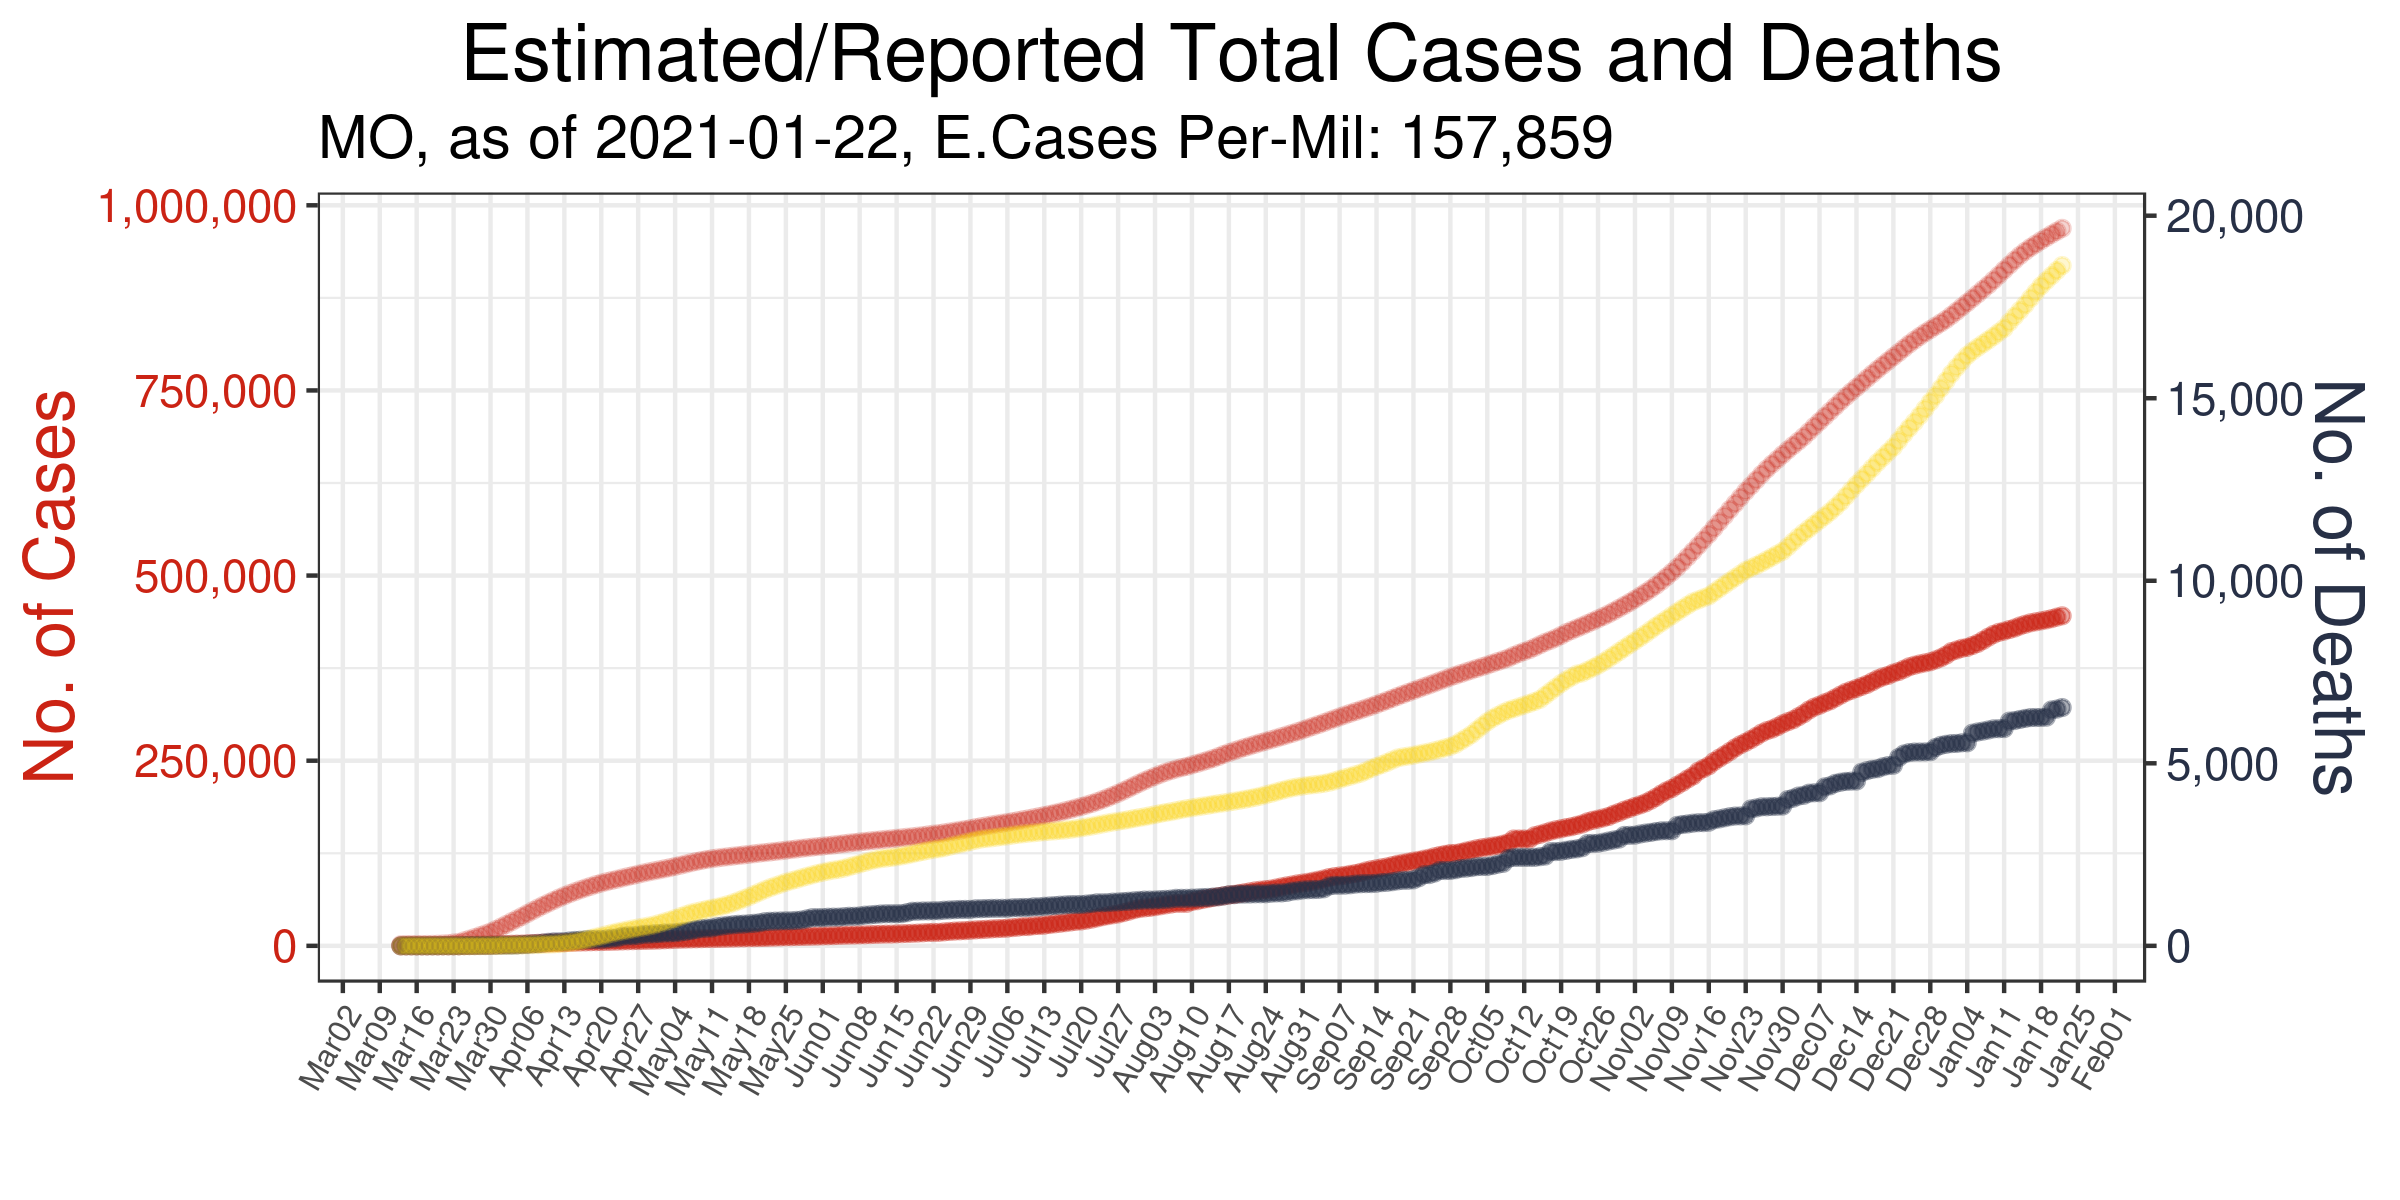 Estimated/Reported Total Cases and Deaths
MO, as of 2021-01-22, E.Cases Per-Mil: 157,859
No. of Cases
1,000,000
750,000
500,000
250,000
0
20,000
15,000
10,000
5,000
0
No. of Deaths
Mar02
Mar09
Mar16
Mar23
Mar30
Apr06
Apr13
Apr20
Apr27
May04
May11
May18
May25
Jun01
Jun08
Jun15
Jun22
Jun29
Jul06
Jul13
Jul20
Jul27
Aug03
Aug10
Aug17
Aug24
Aug31
Sep07
Sep14
Sep21
Sep28
Oct05
Oct12
Oct19
Oct26
Nov02
Nov09
Nov16
Nov23
Nov30
Dec07
Dec14
Dec21
Dec28
Jan04
Jan11
Jan18
Jan25
Feb01